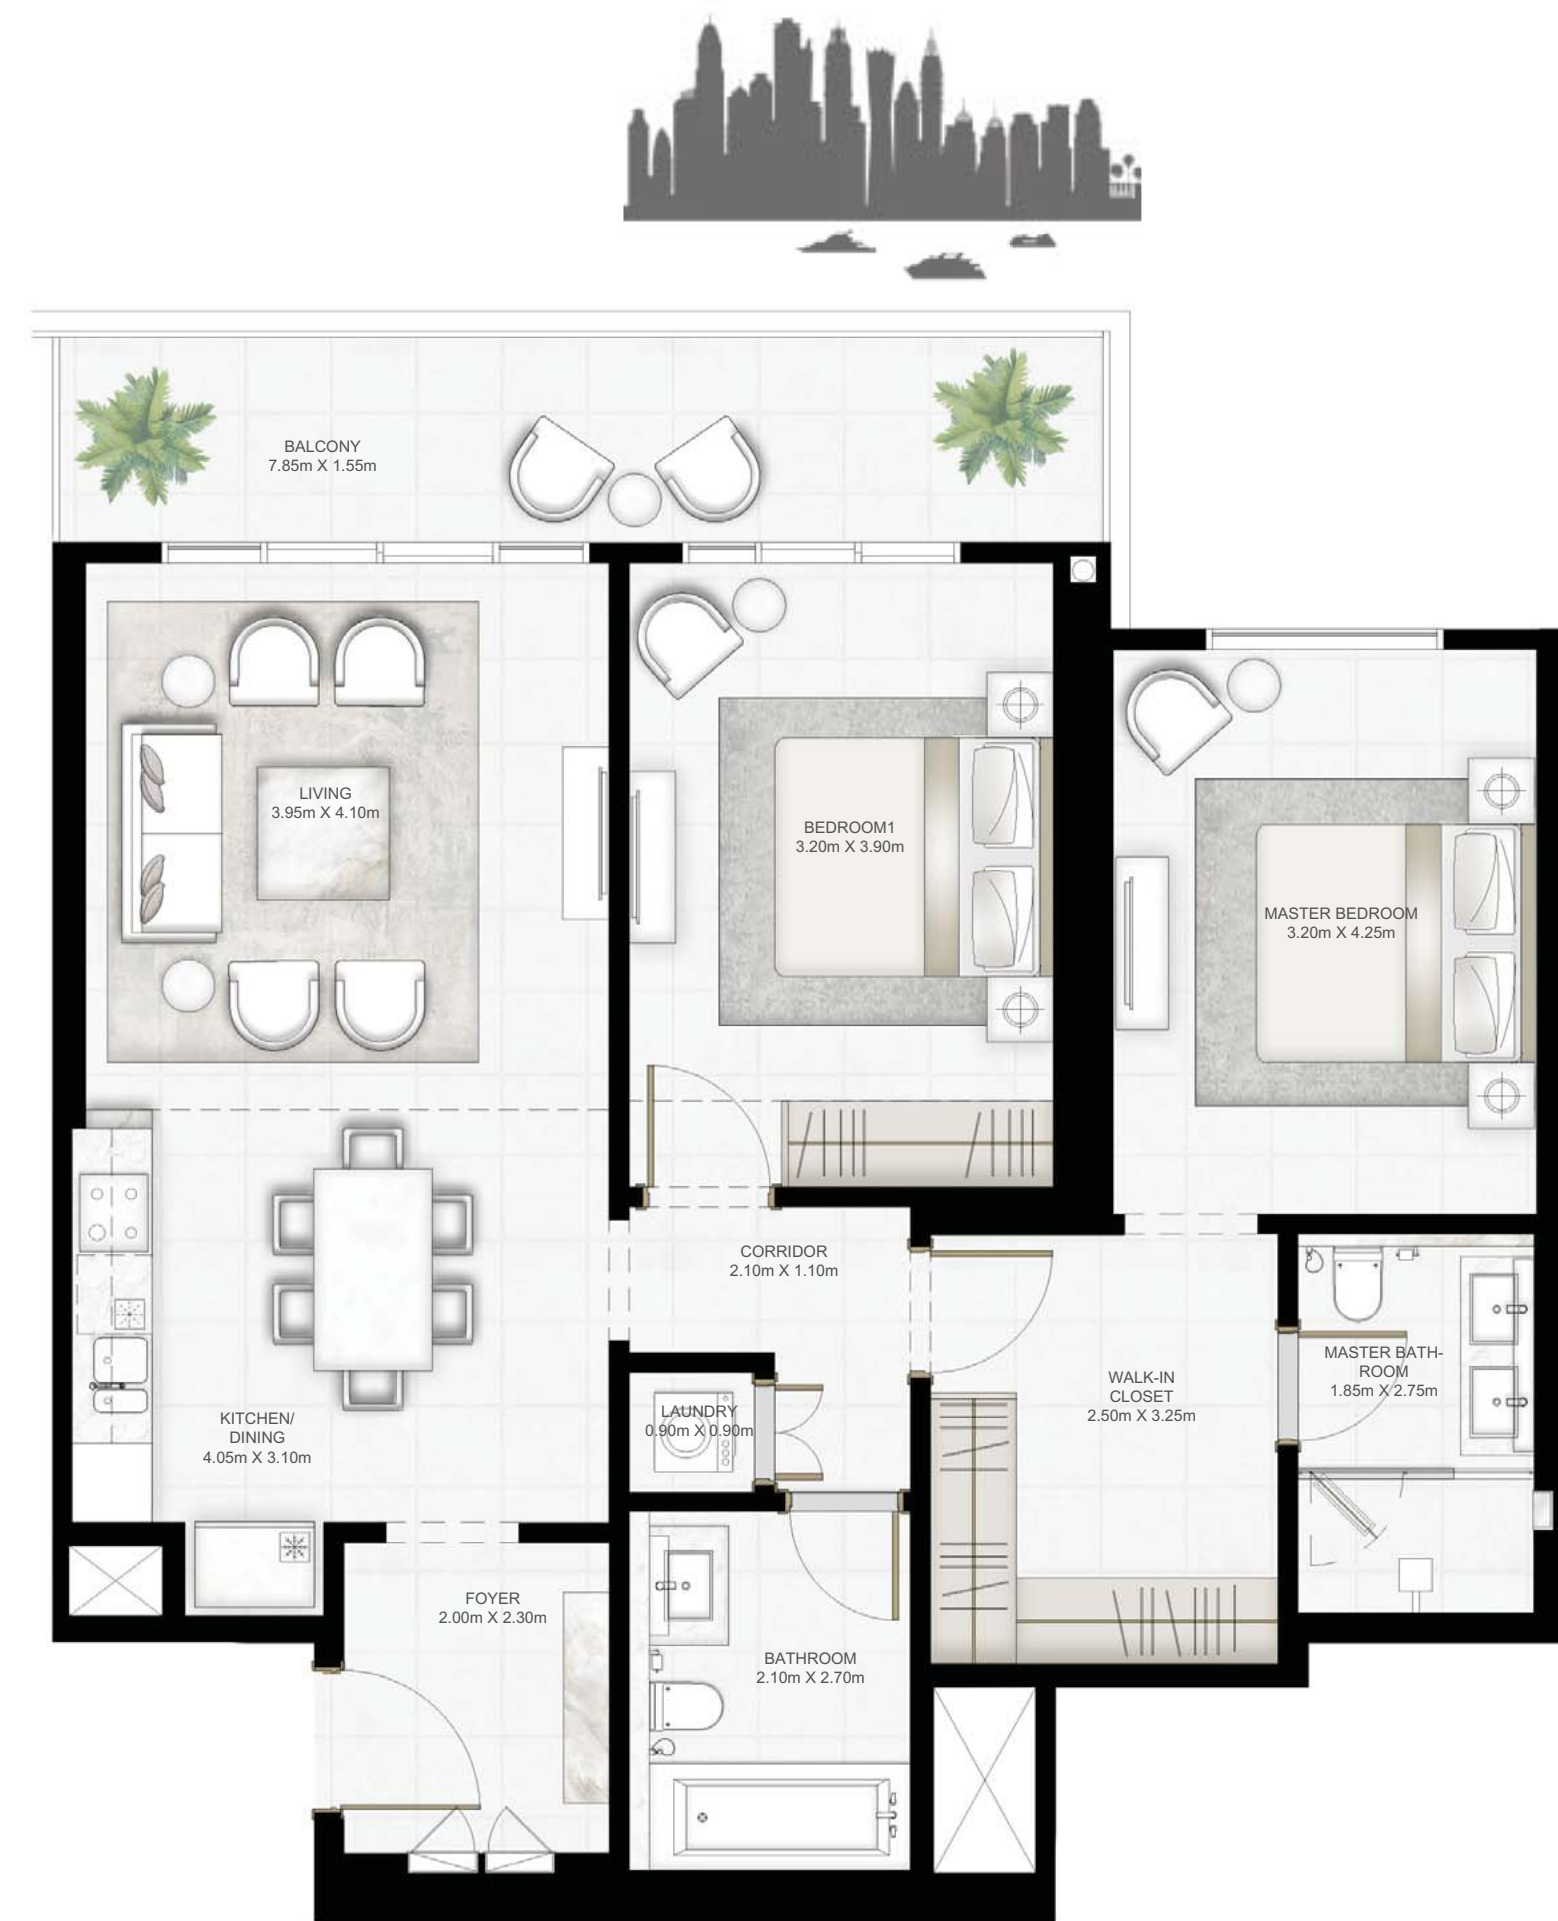 BALCONY
7.85m X 1.55m
LIVING
3.95m X 4.10m
BEDROOM1
3.20m X 3.90m
MASTER BEDROOM
3.20m X 4.25m
CORRIDOR
2.10m X 1.10m
MASTER BATH-
ROOM
1.85m X 2.75m
WALK-IN
CLOSET
2.50m X 3.25m
LAUNDRY
0.90m X 0.90m
KITCHEN/
DINING
4.05m X 3.10m
FOYER
2.00m X 2.30m
BATHROOM
2.10m X 2.70m